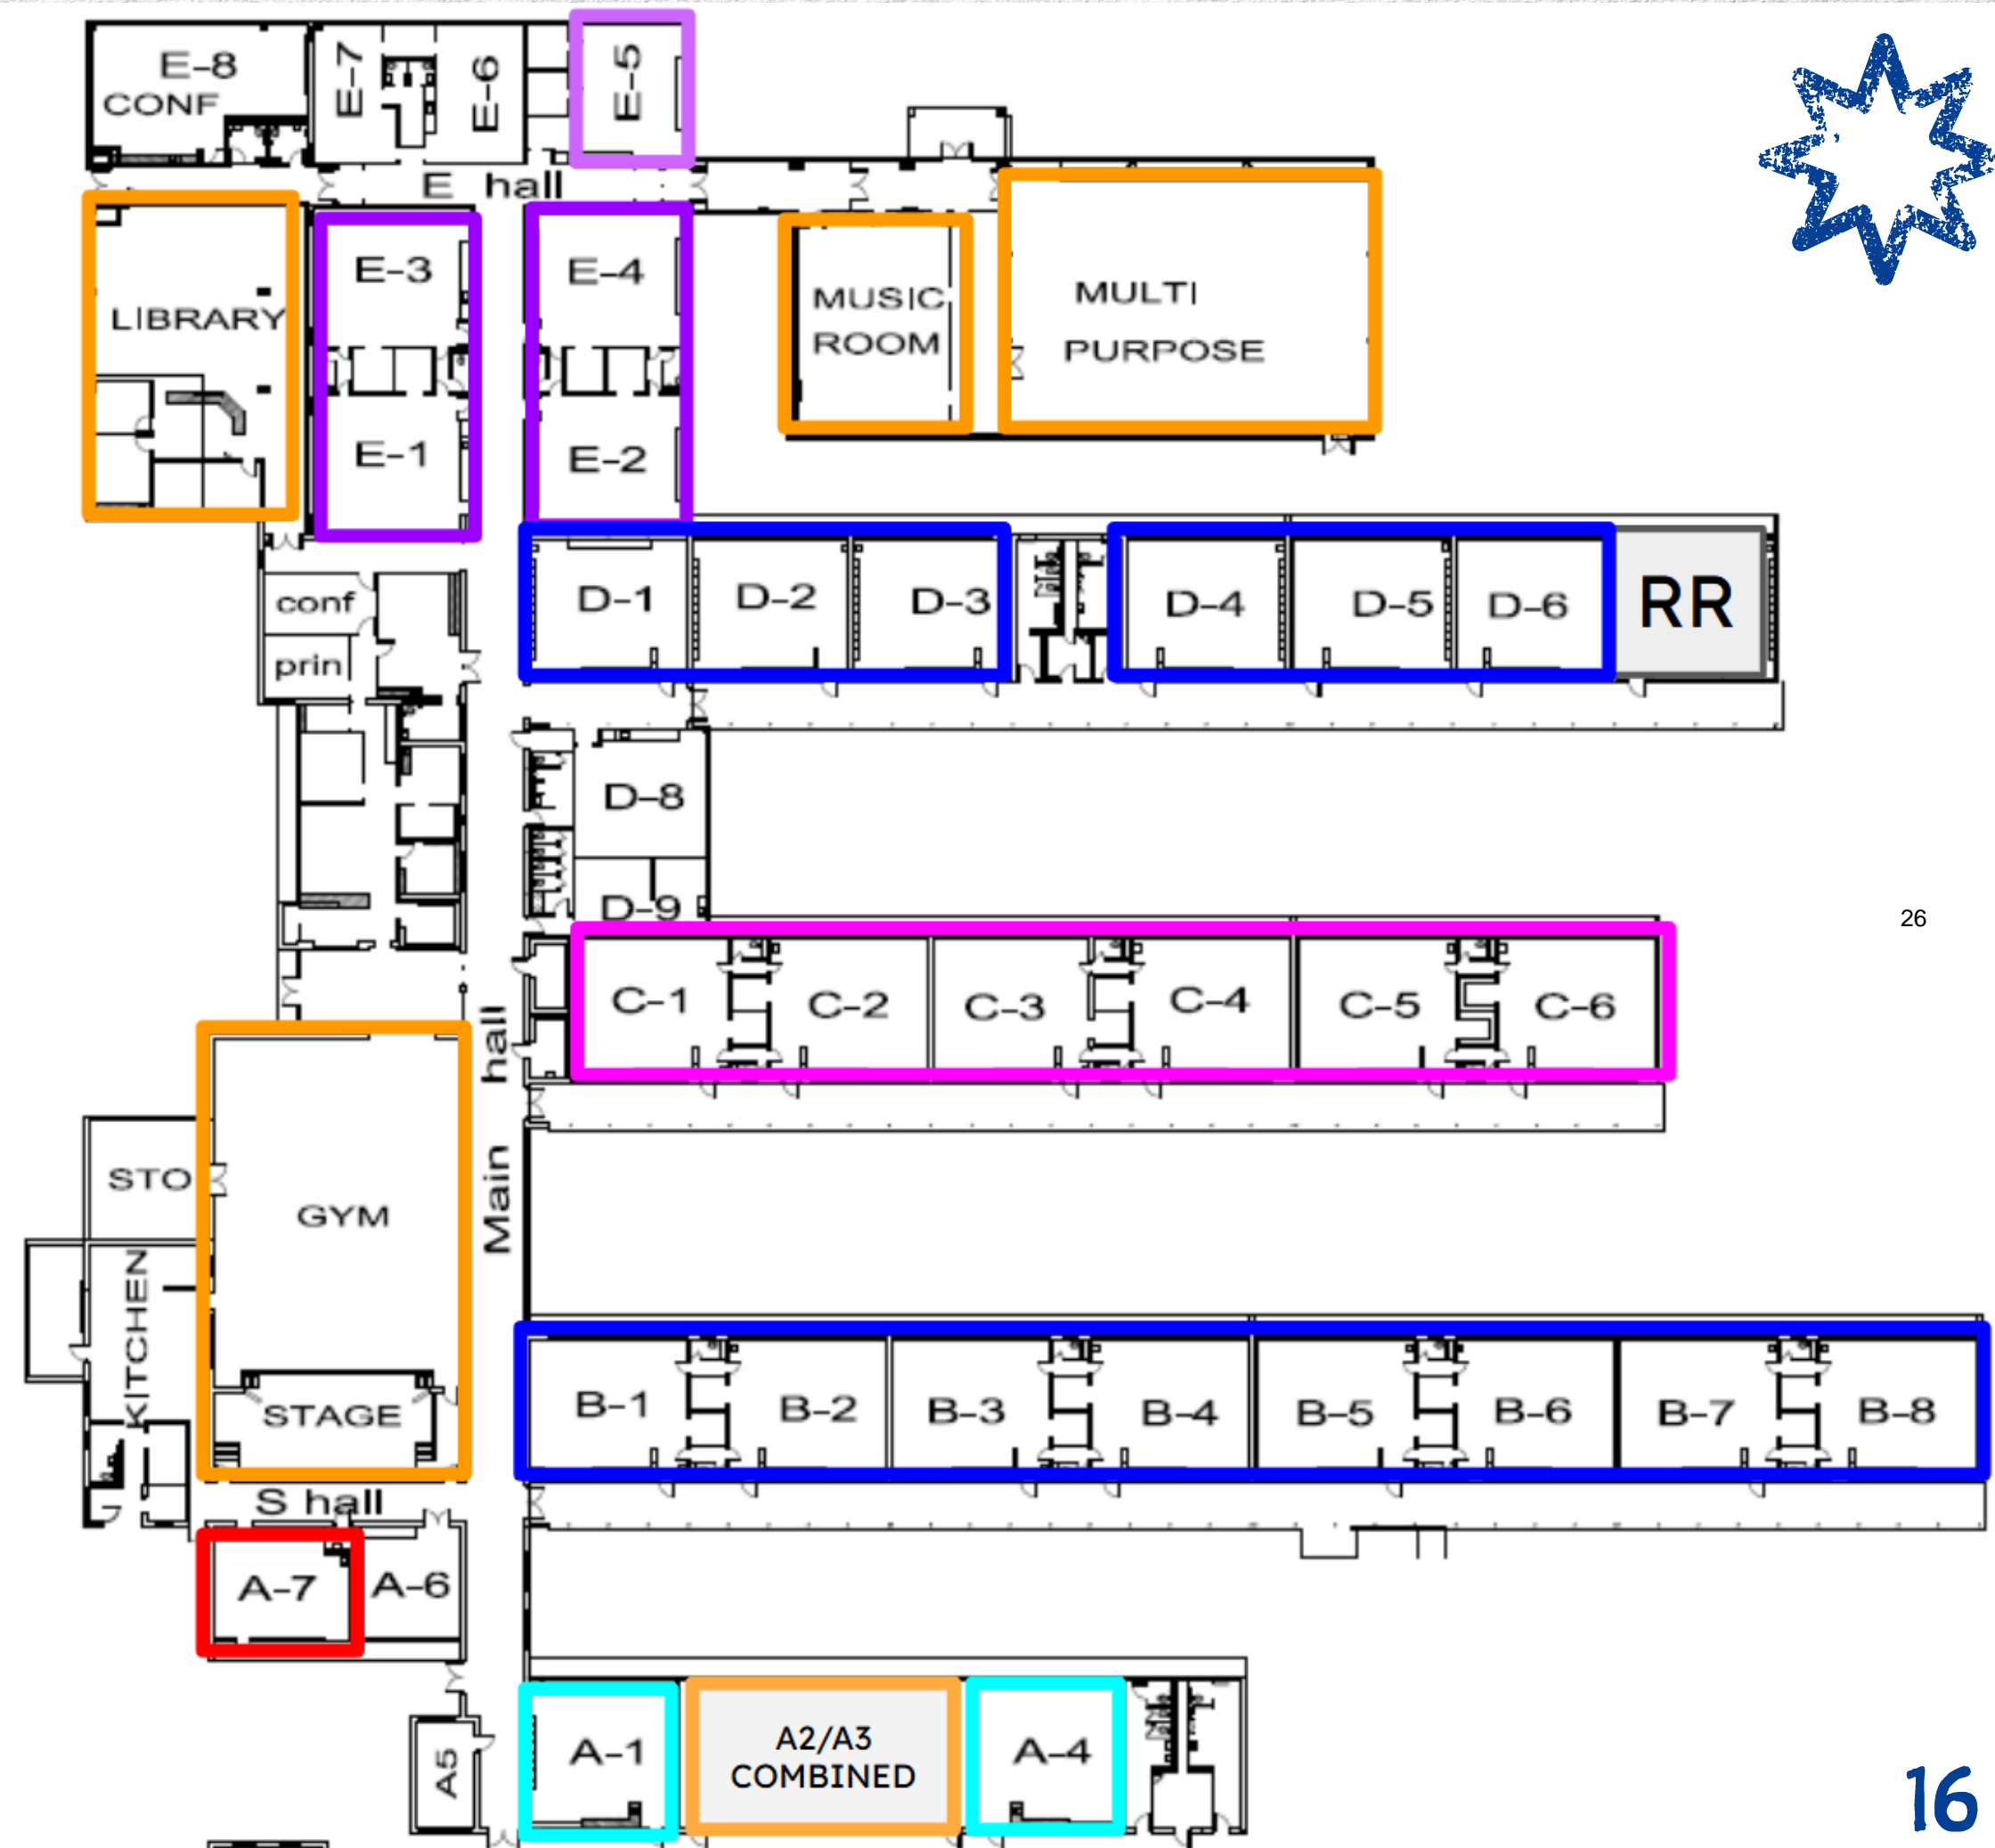 E-8
CONF
E-7
E-6
E-5
E hall
LIBRARY
E-3
E-4
MUSIC
ROOM
MULTI
PURPOSE
E-1
E-2
conf
prin
D-1
D-2
D-3
D-4
D-5
D-6
RR
D-8
D-9
26
C-1
C-2
C-3
C-4
C-5
C-6
Main hall
STO
GYM
KITCHEN
STAGE
B-1
B-2
B-3
B-4
B-5
B-6
B-7
B-8
S hall
A-7
A-6
A5
A-1
A2/A3
COMBINED
A-4
16